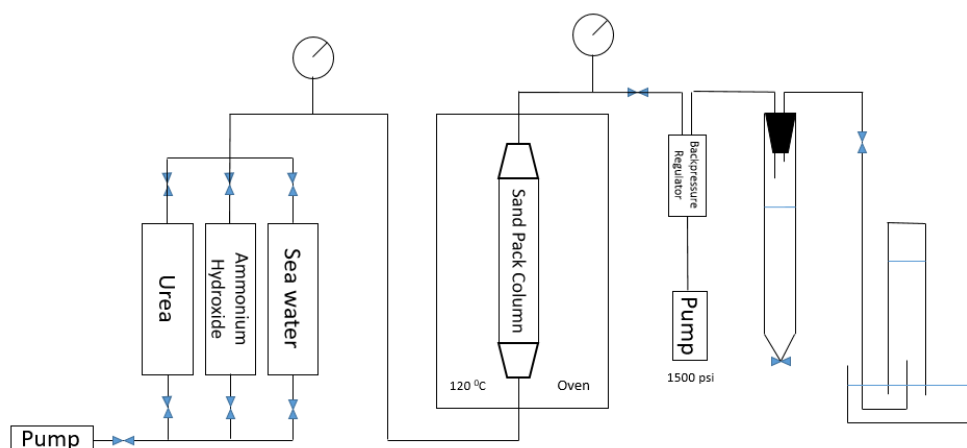 Urea
Ammonium
Hydroxide
Sea water
Pump
Sand Pack Column
120 ⁰C
Oven
Backpressure
Regulator
Pump
1500 psi